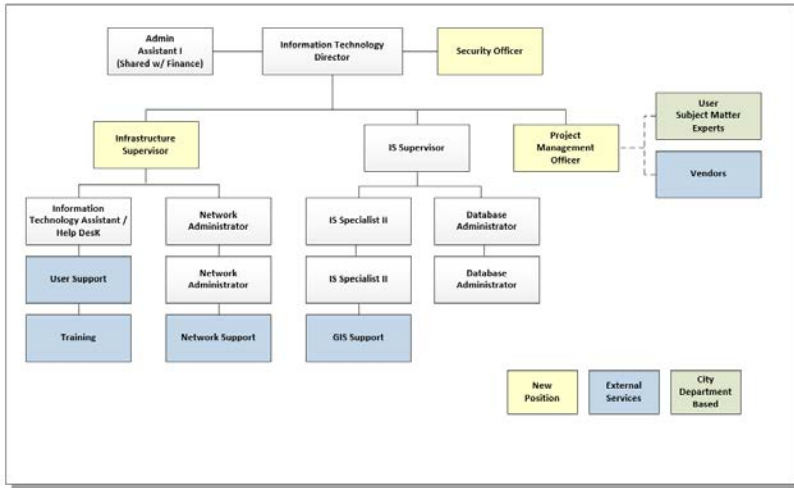 Admin
Assistant I
(Shared w/ Finance)
Information Technology
Director
Security Officer
Infrastructure
Supervisor
IS Supervisor
Project
Management
Officer
User
Subject Matter
Experts
Vendors
Information
Technology Assistant /
Help DesK
Network
Administrator
IS Specialist II
Database
Administrator
User Support
Network
Administrator
IS Specialist II
Database
Administrator
Training
Network Support
GIS Support
New
Position
External
Services
City
Department
Based